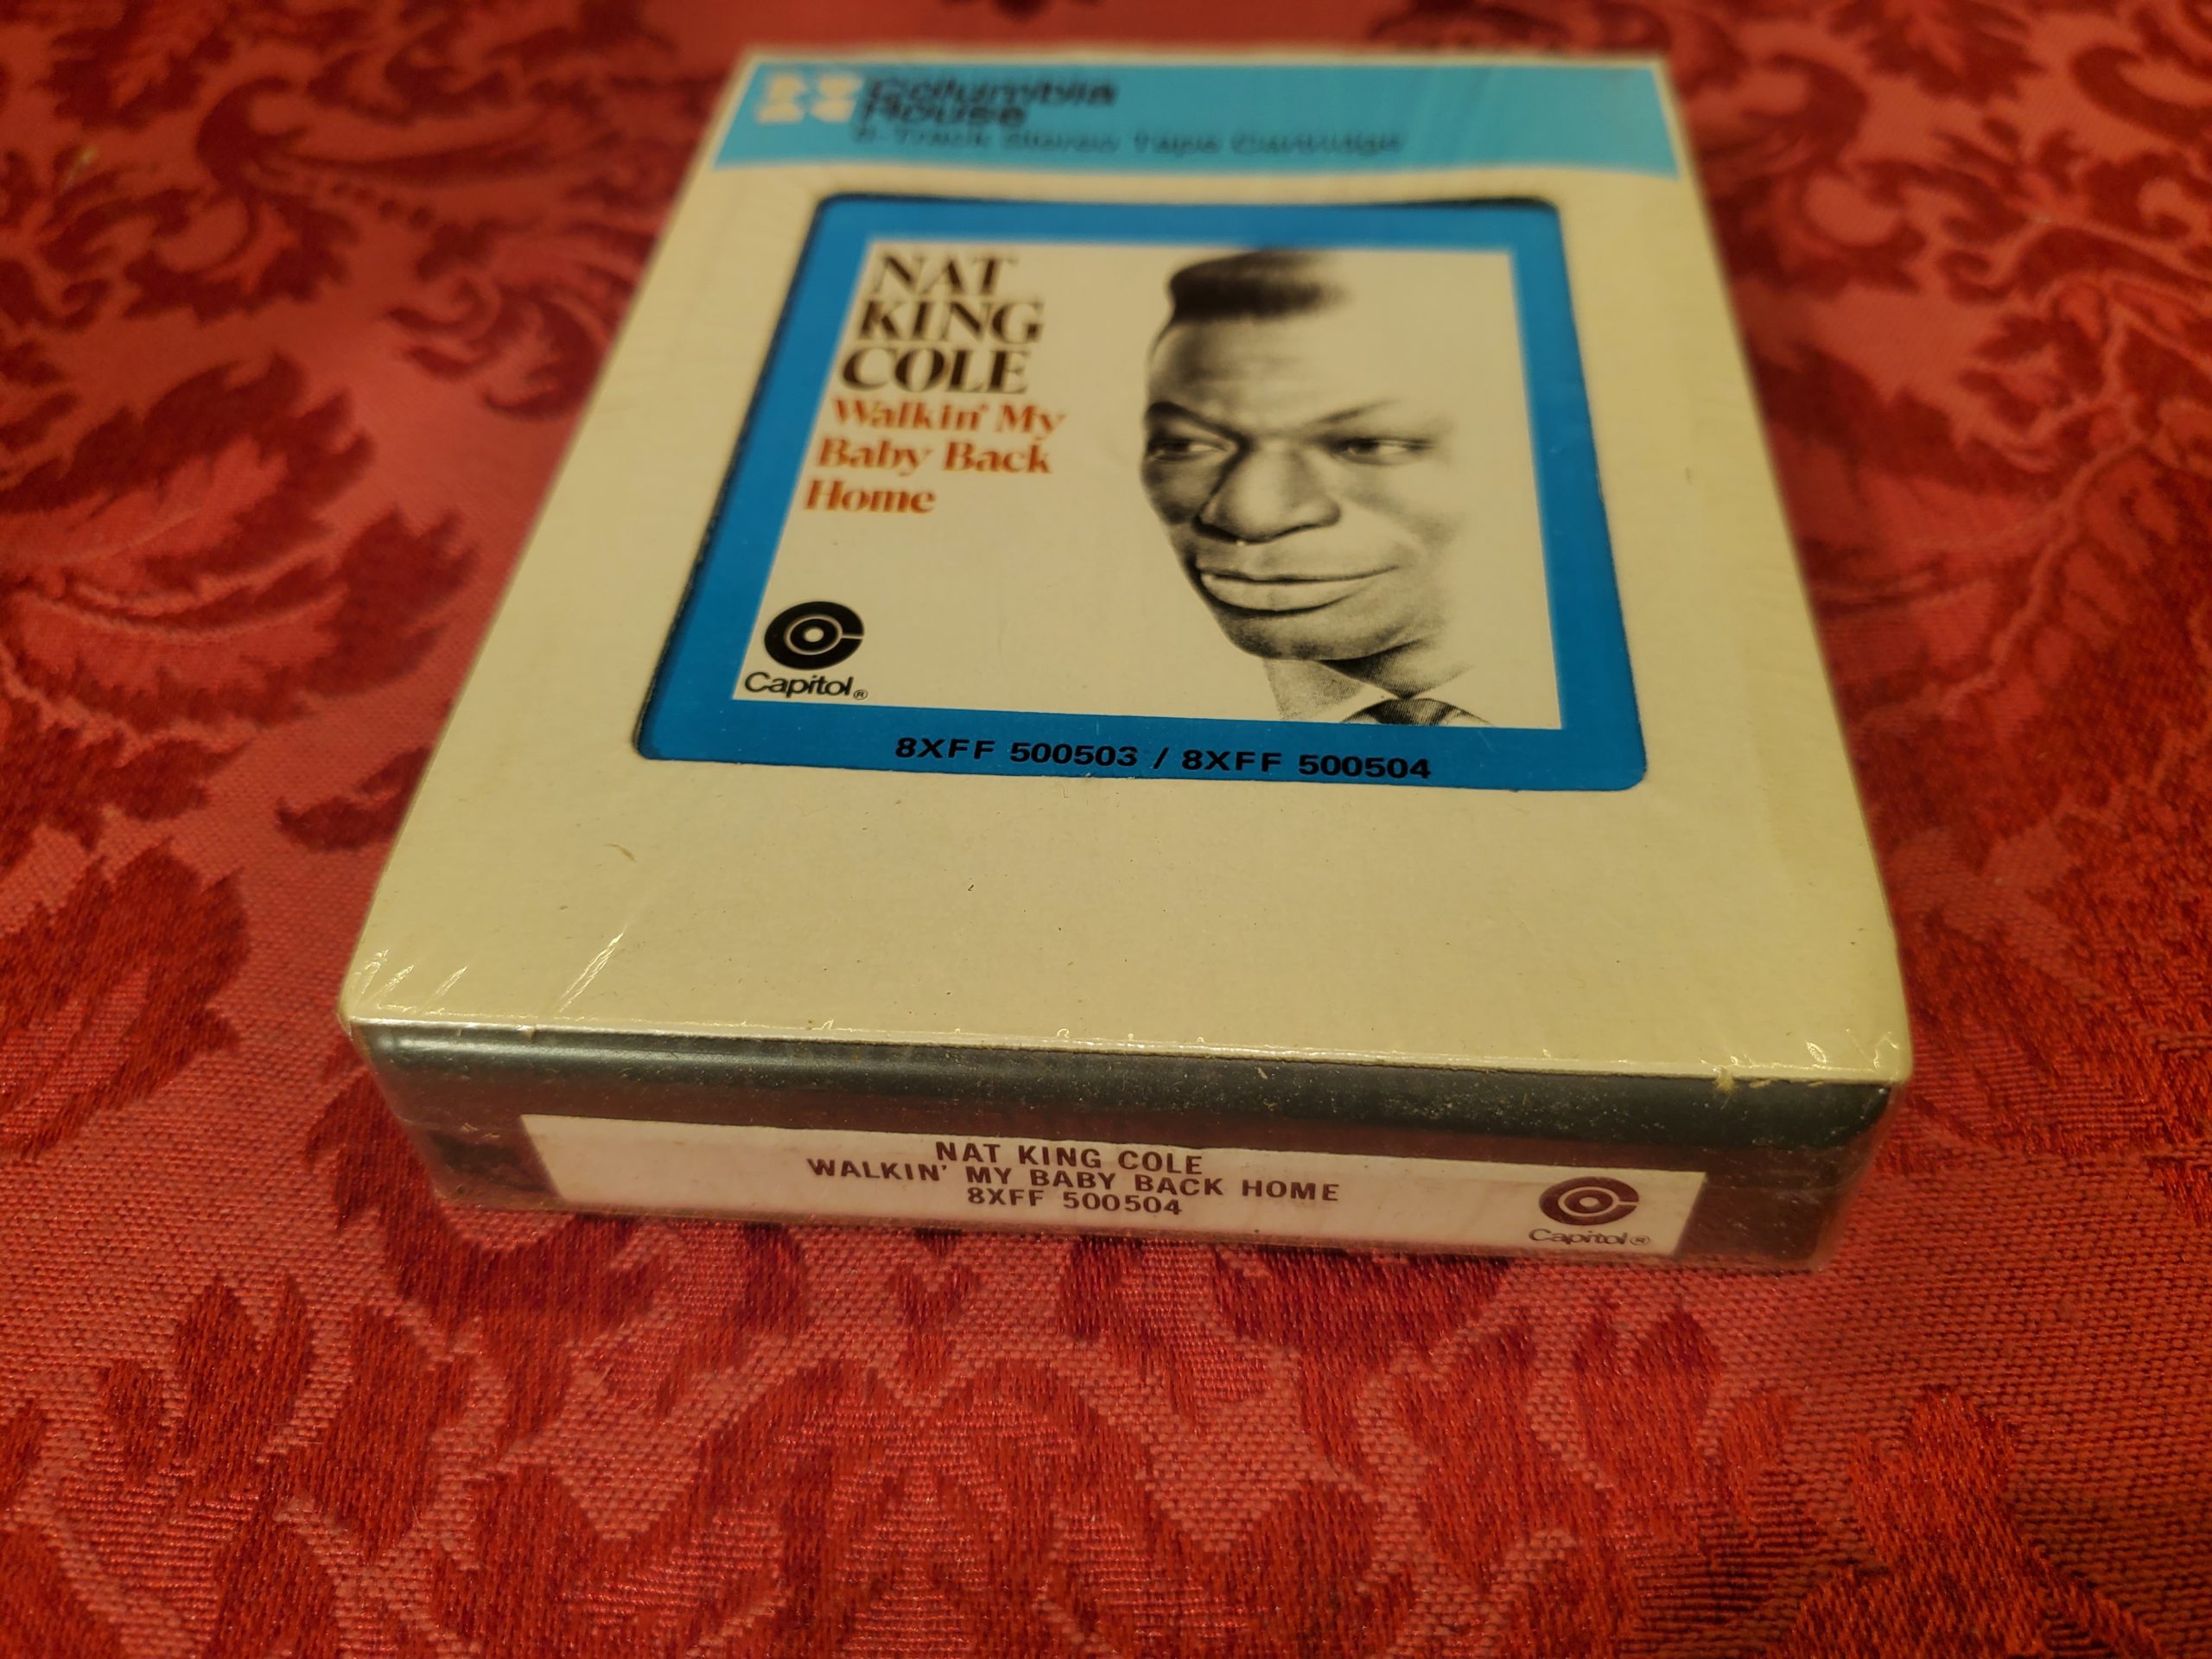 Columbia
House
8-Track Stereo Tape Cartridge
NAT
KING
COLE
Walkin' My
Baby Back
Home
Capitol®
8XFF 500503 / 8XFF 500504
NAT KING COLE
WALKIN' MY BABY BACK HOME
8XFF 500504
Capitol®